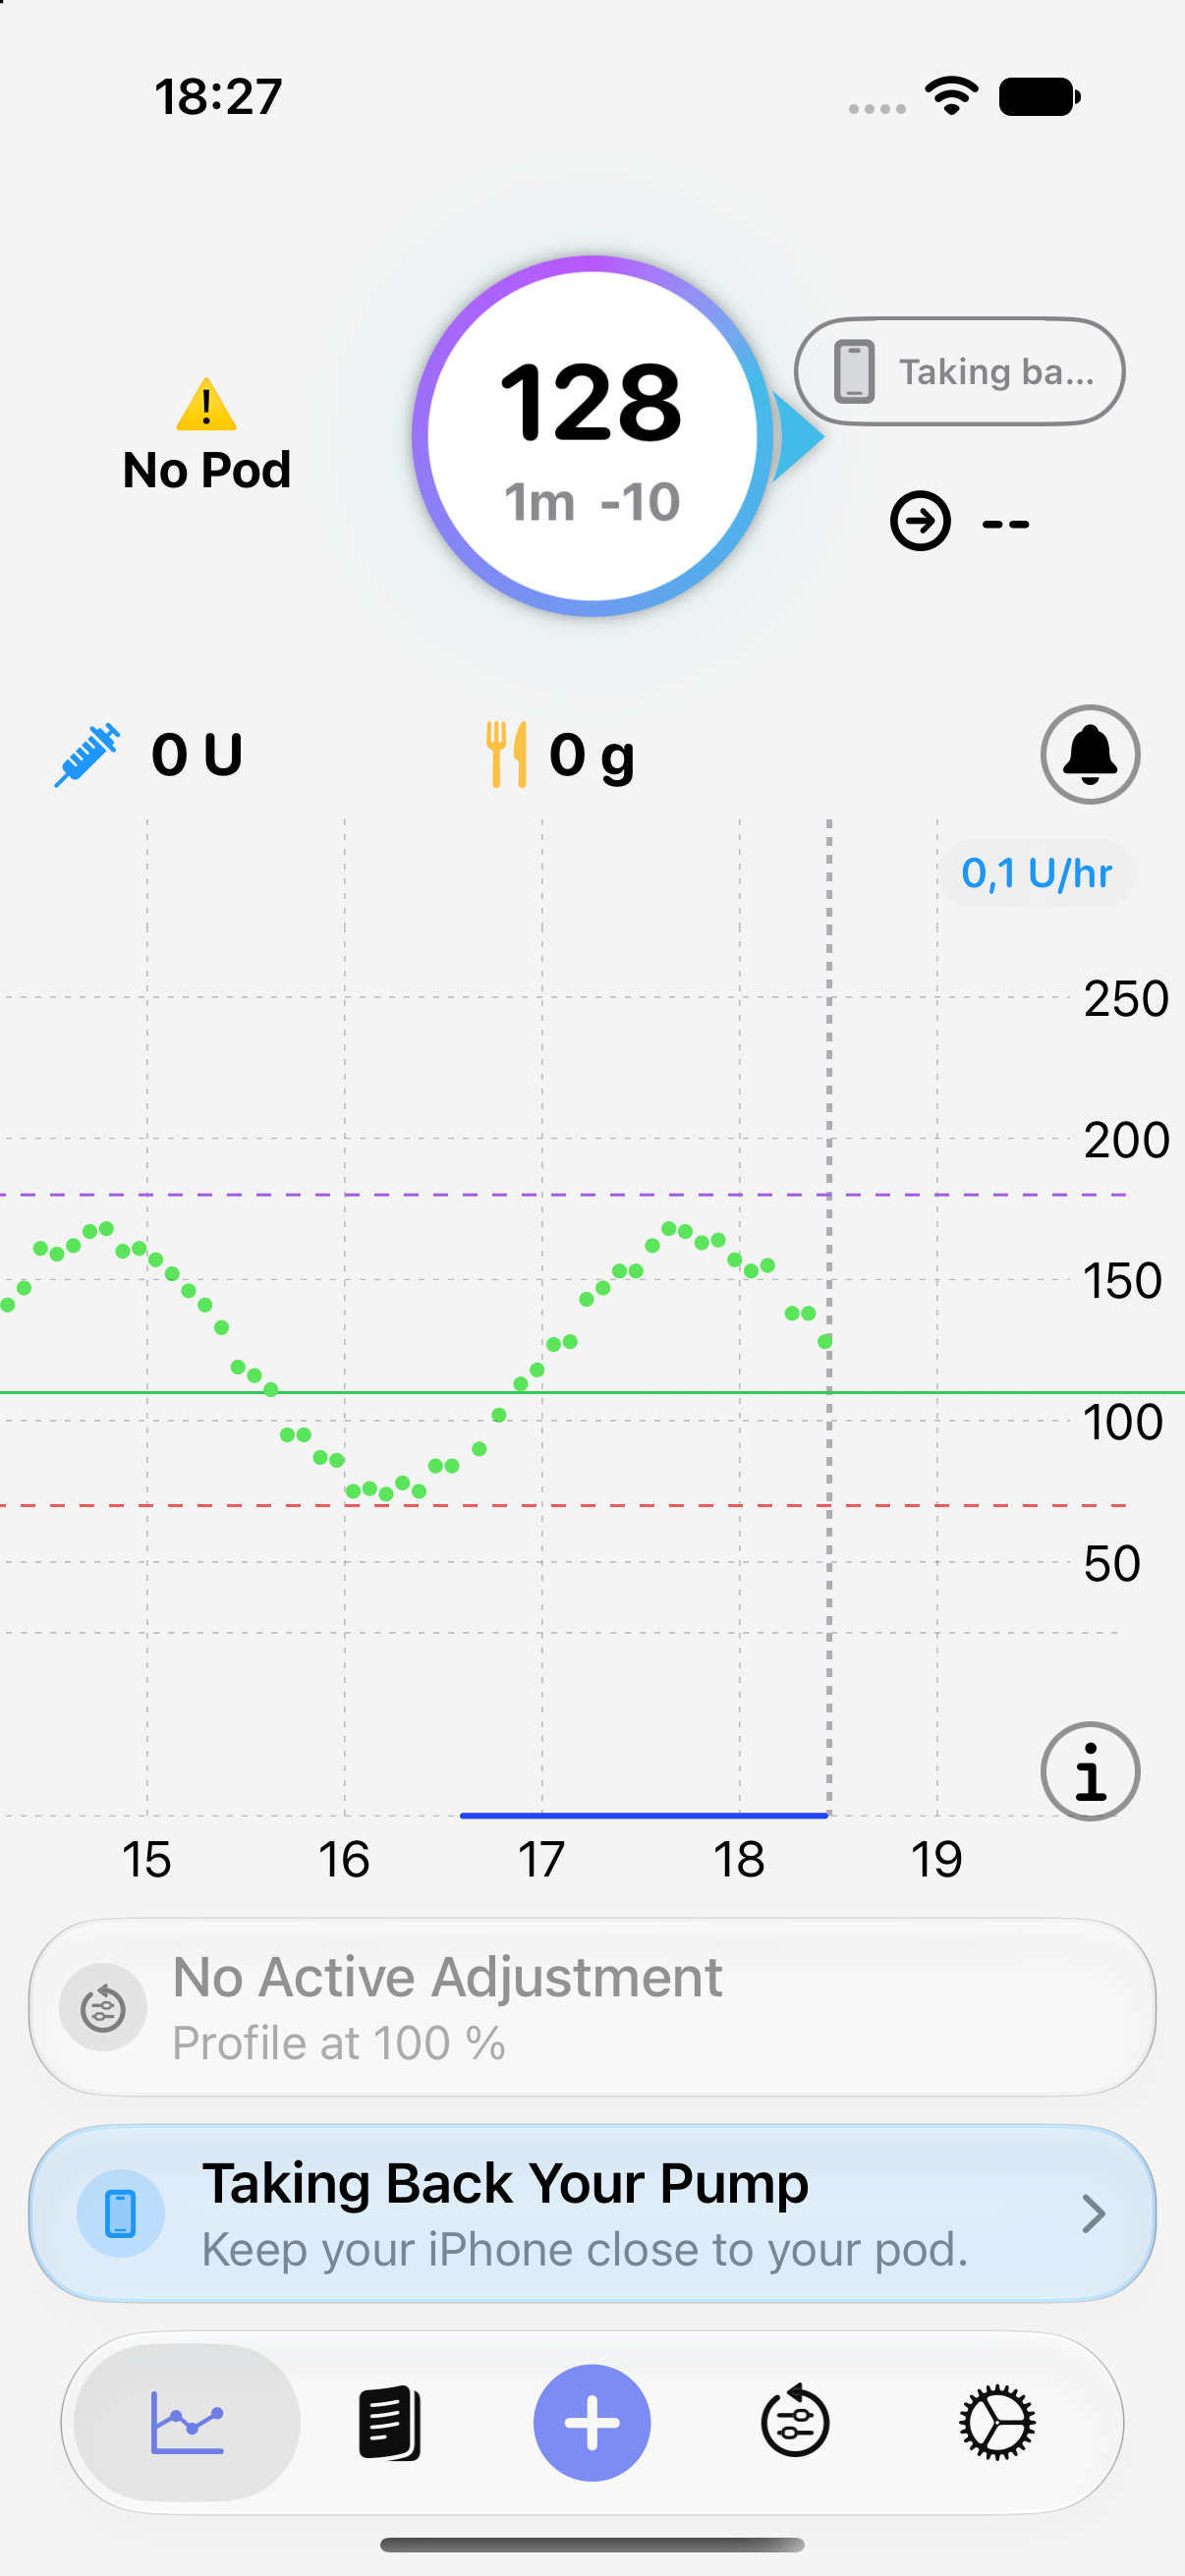 18:27
Taking ba...
128
1m -10
No Pod
--
0 U
0 g
0,1 U/hr
250
200
150
100
50
15 16 17 18 19
No Active Adjustment
Profile at 100 %
Taking Back Your Pump
Keep your iPhone close to your pod.